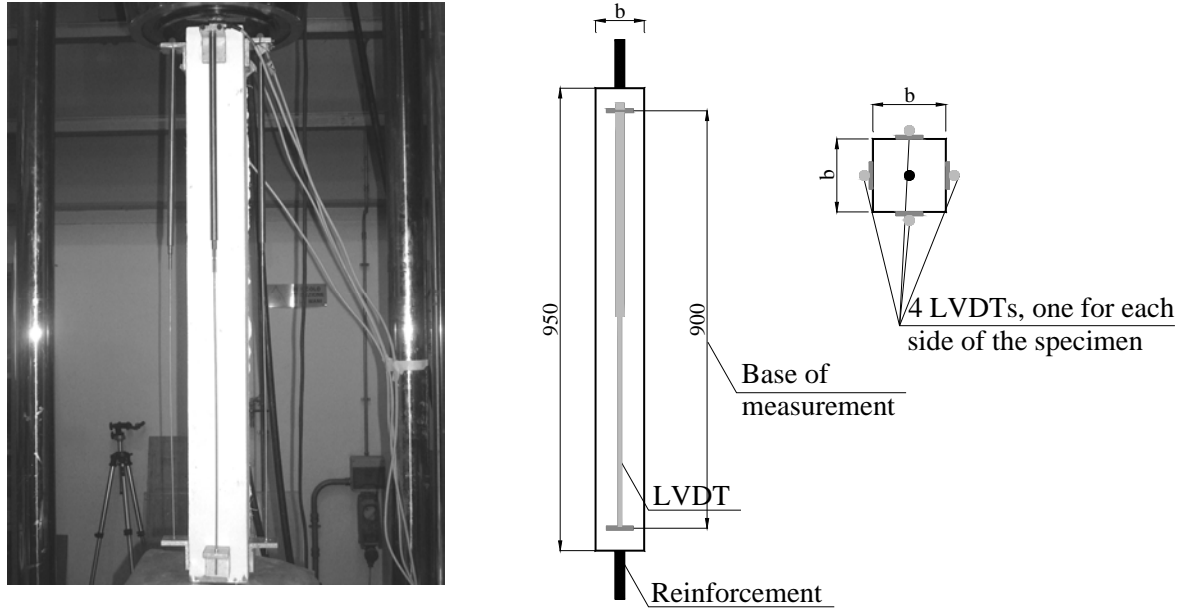 b
950
900
Base of
measurement
LVDT
Reinforcement
b
b
4 LVDTs, one for each
side of the specimen